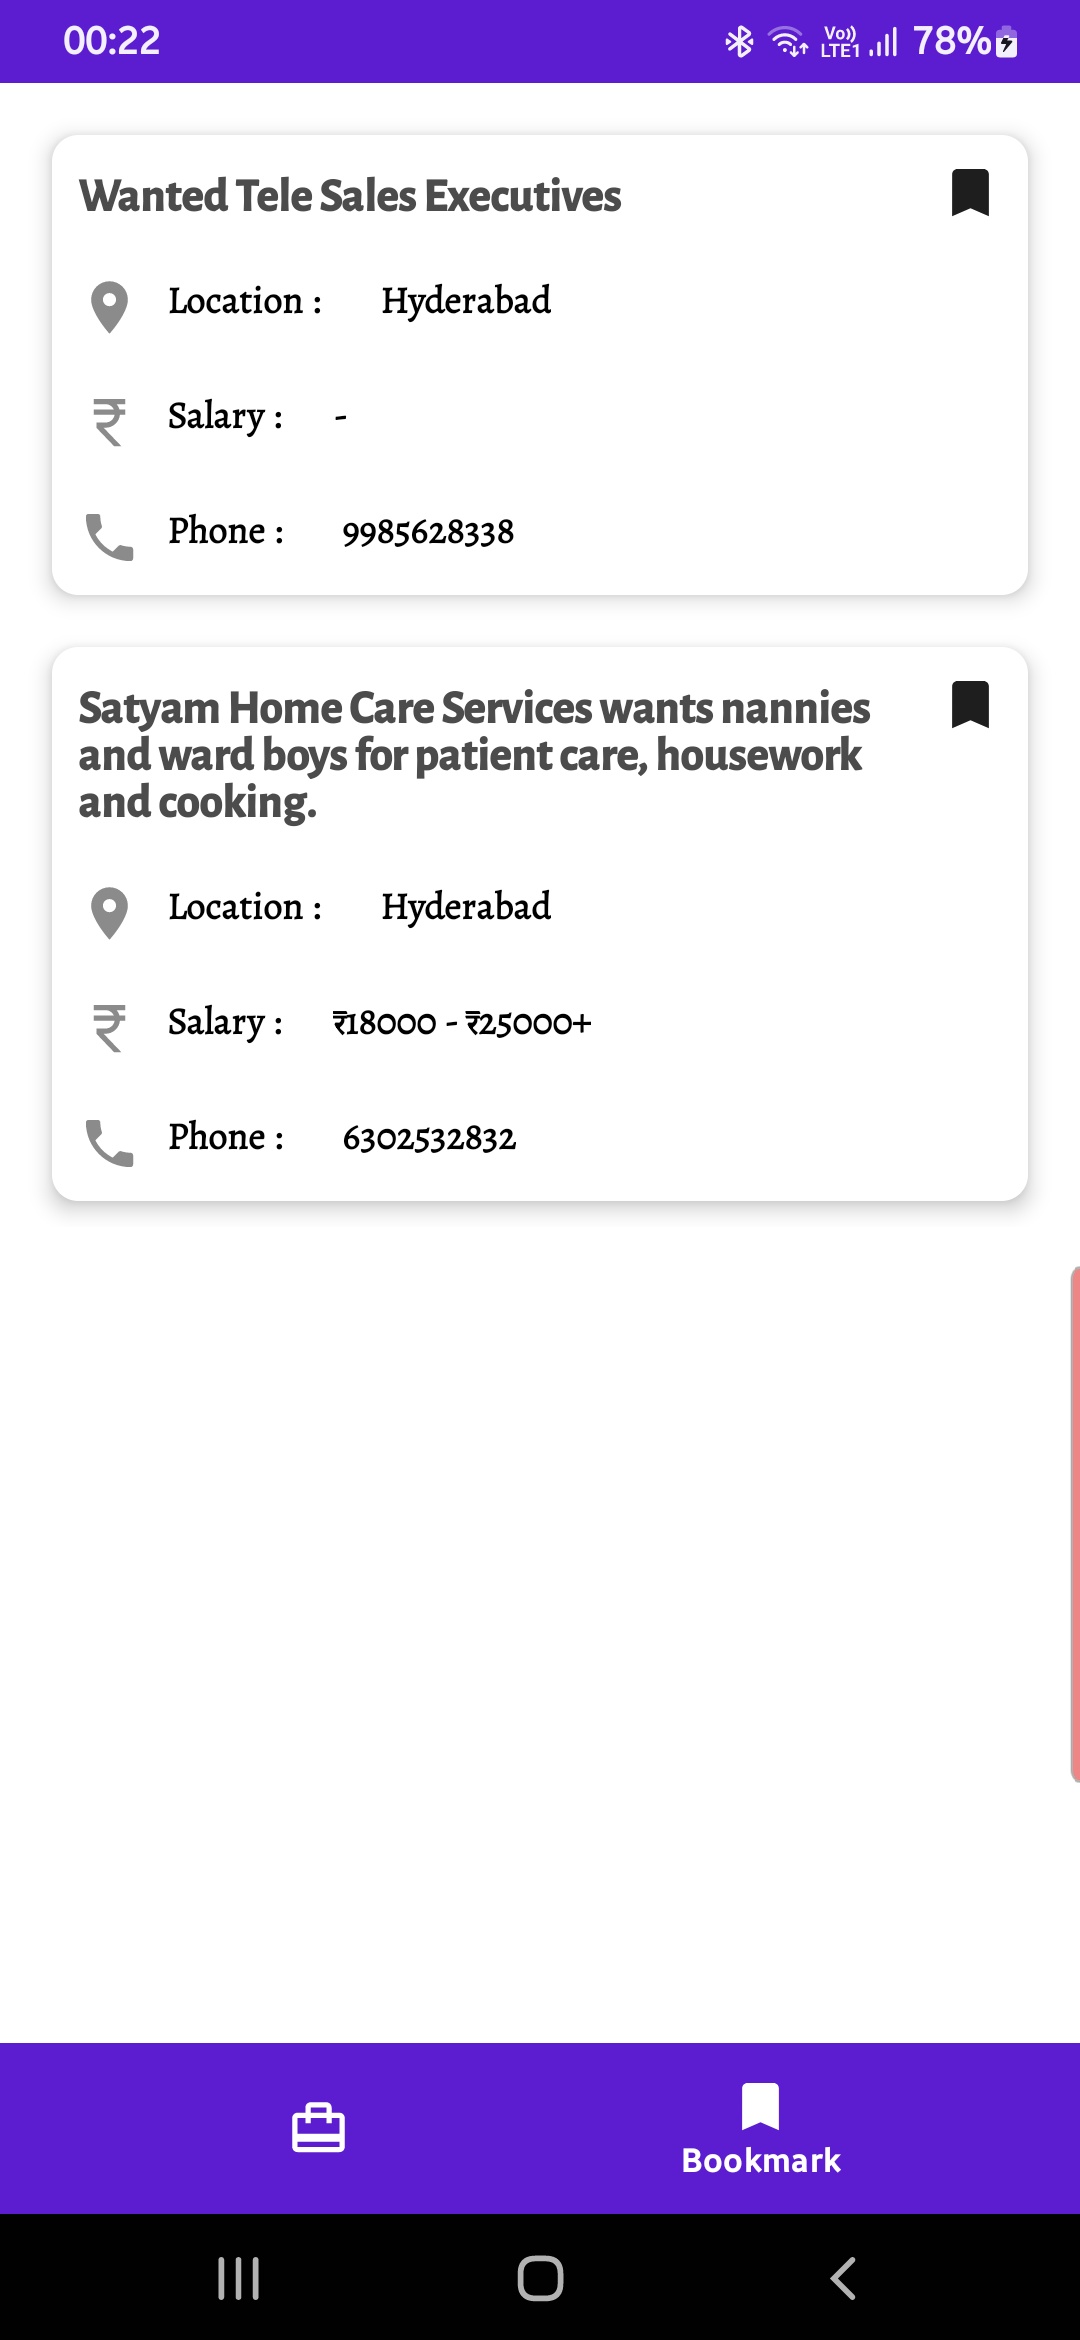 00:22 Vo)) LTE1 78%
Wanted Tele Sales Executives
Location : Hyderabad
Salary : -
Phone : 9985628338
Satyam Home Care Services wants nannies
and ward boys for patient care, housework
and cooking.
Location : Hyderabad
Salary : ₹18000 - ₹25000+
Phone : 6302532832
Bookmark